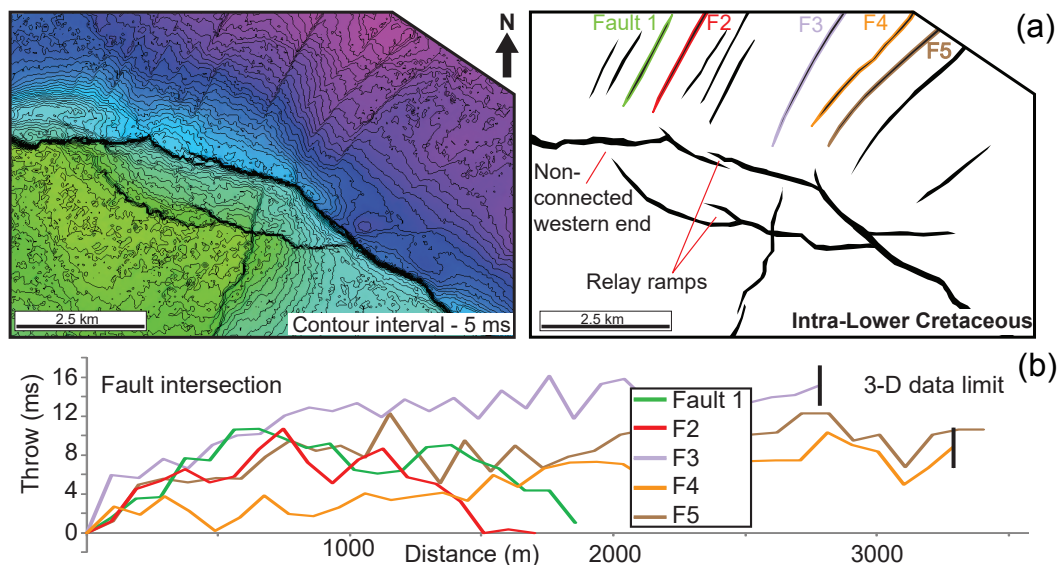 N
2.5 km
Contour interval - 5 ms
(a)
Fault 1
F2
F3
F4
F5
Non-
connected
western end
Relay ramps
2.5 km
Intra-Lower Cretaceous
(b)
Fault intersection
3-D data limit
Throw (ms)
16
12
8
4
0
Fault 1
F2
F3
F4
F5
1000
2000
3000
Distance (m)